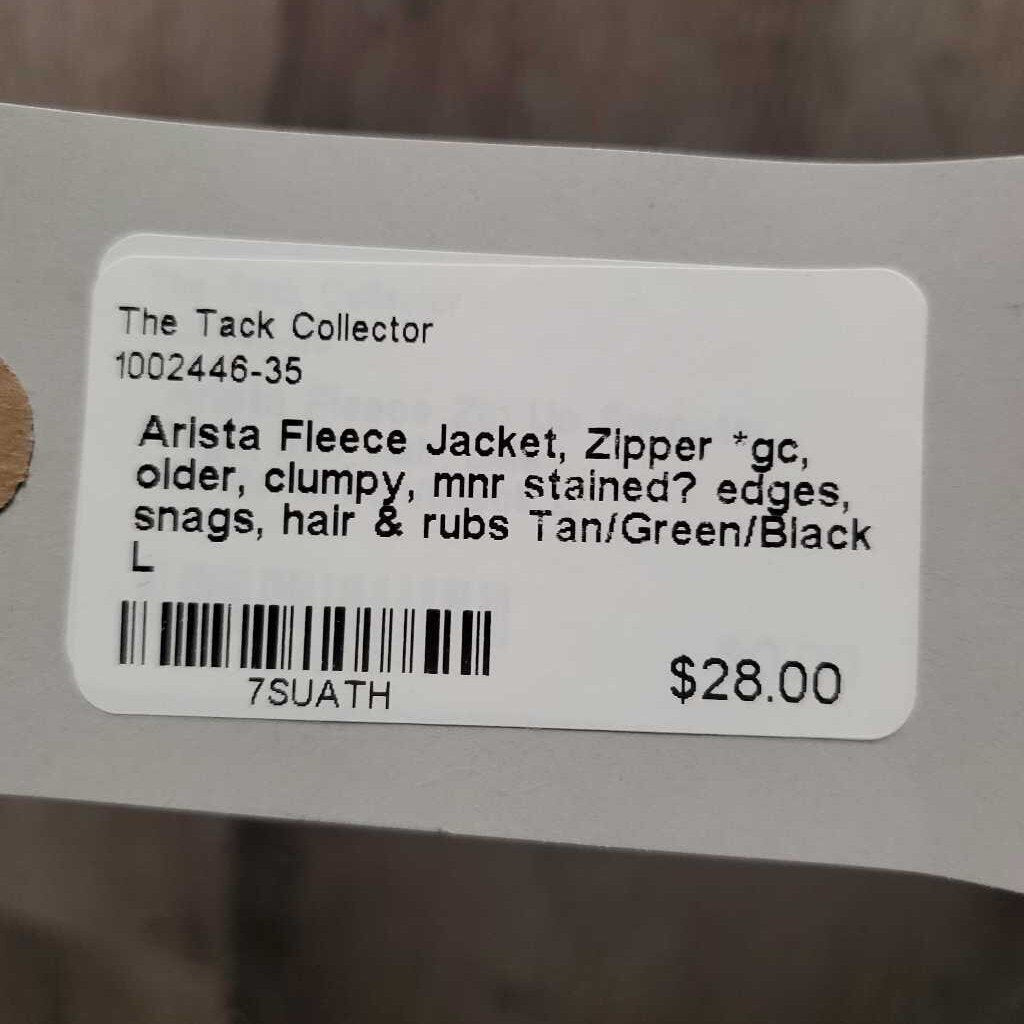 The Tack Collector
1002446-35
Arista Fleece Jacket, Zipper *gc,
older, clumpy, mnr stained? edges,
snags, hair & rubs Tan/Green/Black
L
7SUATH
$28.00